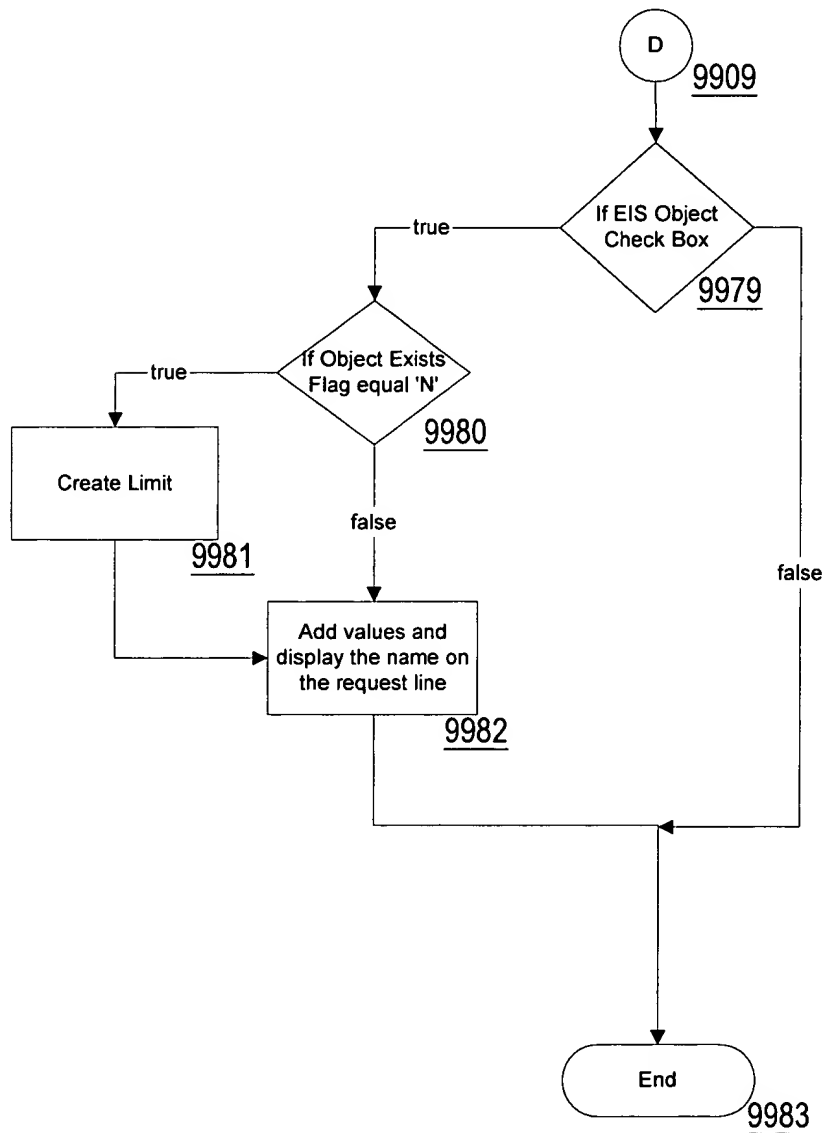 D
9909
If EIS Object
Check Box
9979
true
If Object Exists
Flag equal 'N'
9980
true
Create Limit
9981
false
false
Add values and
display the name on
the request line
9982
End
9983